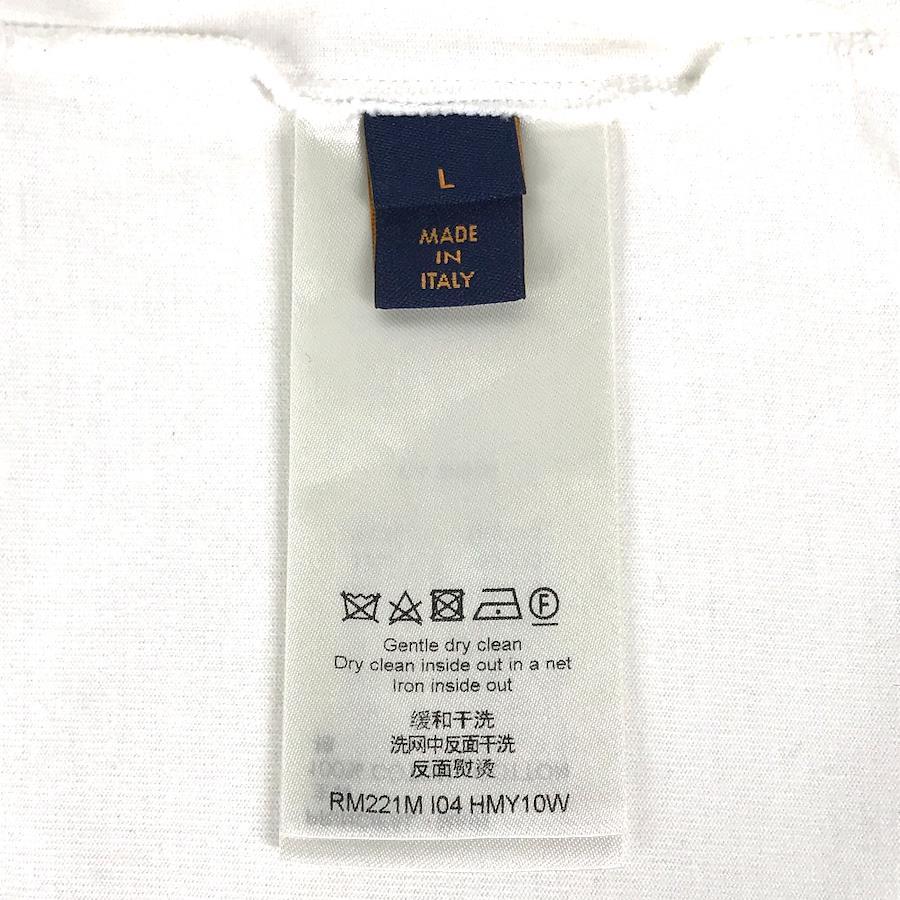 L
MADE
IN
ITALY
F
Gentle dry clean
Dry clean inside out in a net
Iron inside out
缓和干洗
洗网中反面干洗
反面熨烫
RM221M I04 HMY10W